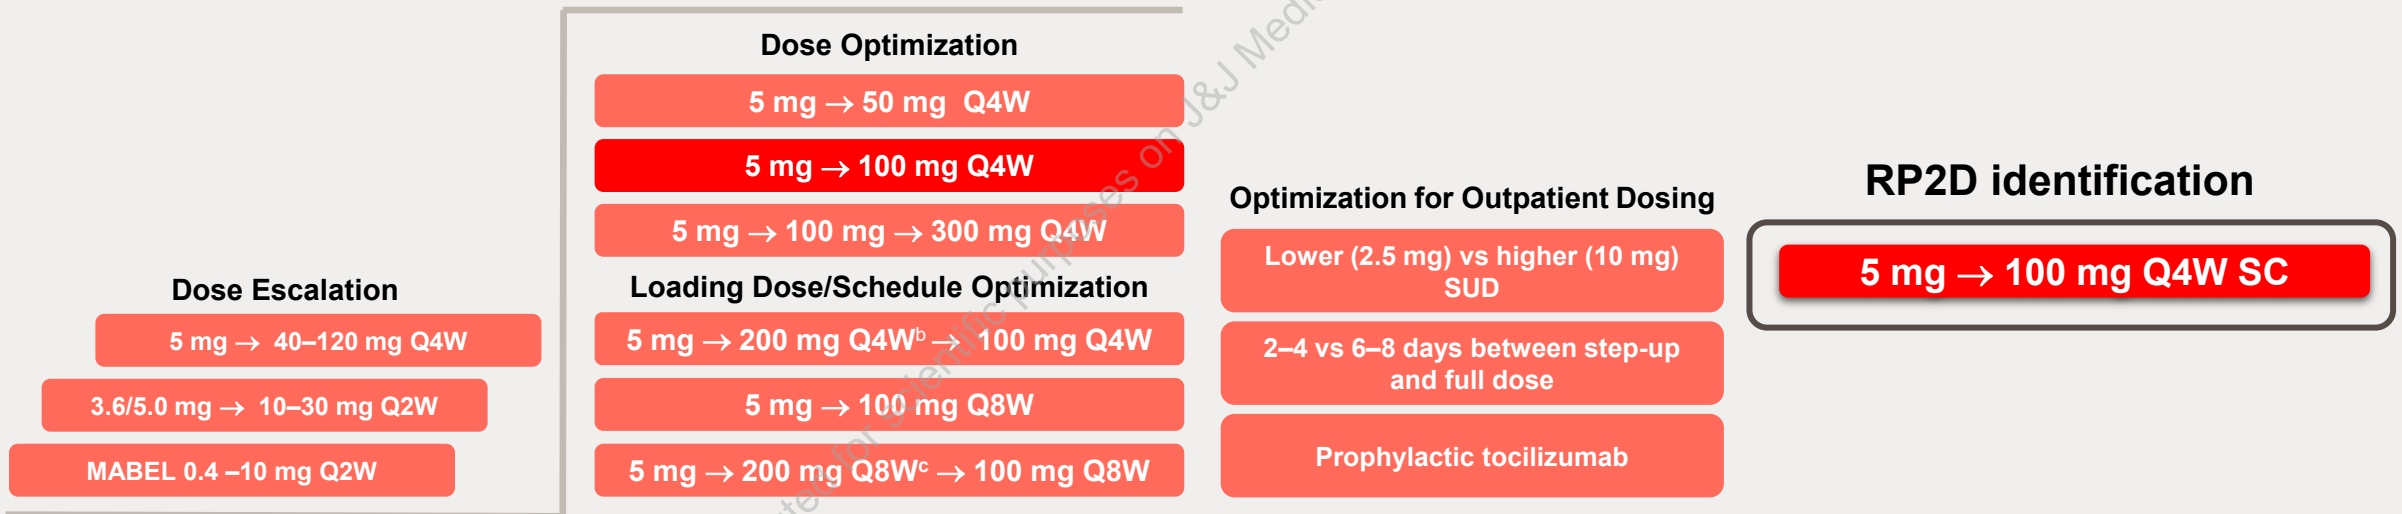 Dose Escalation
5 mg → 40–120 mg Q4W
3.6/5.0 mg → 10–30 mg Q2W
MABEL 0.4 –10 mg Q2W
Dose Optimization
5 mg → 50 mg Q4W
5 mg → 100 mg Q4W
5 mg → 100 mg → 300 mg Q4W
Loading Dose/Schedule Optimization
5 mg → 200 mg Q4Wᵇ → 100 mg Q4W
5 mg → 100 mg Q8W
5 mg → 200 mg Q8Wᶜ → 100 mg Q8W
Optimization for Outpatient Dosing
Lower (2.5 mg) vs higher (10 mg)
SUD
2–4 vs 6–8 days between step-up
and full dose
Prophylactic tocilizumab
RP2D identification
5 mg → 100 mg Q4W SC
for scientific purposes on J&J